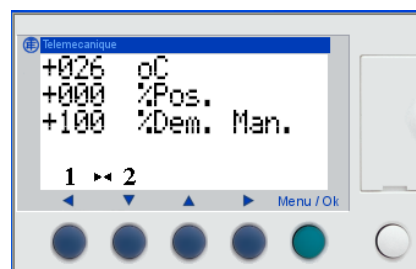 Telemecanique
+026 oC
+000 %Pos.
+100 %Dem. Man.
1 ⧓ 2
◄ ▼ ▲ ► Menu / Ok